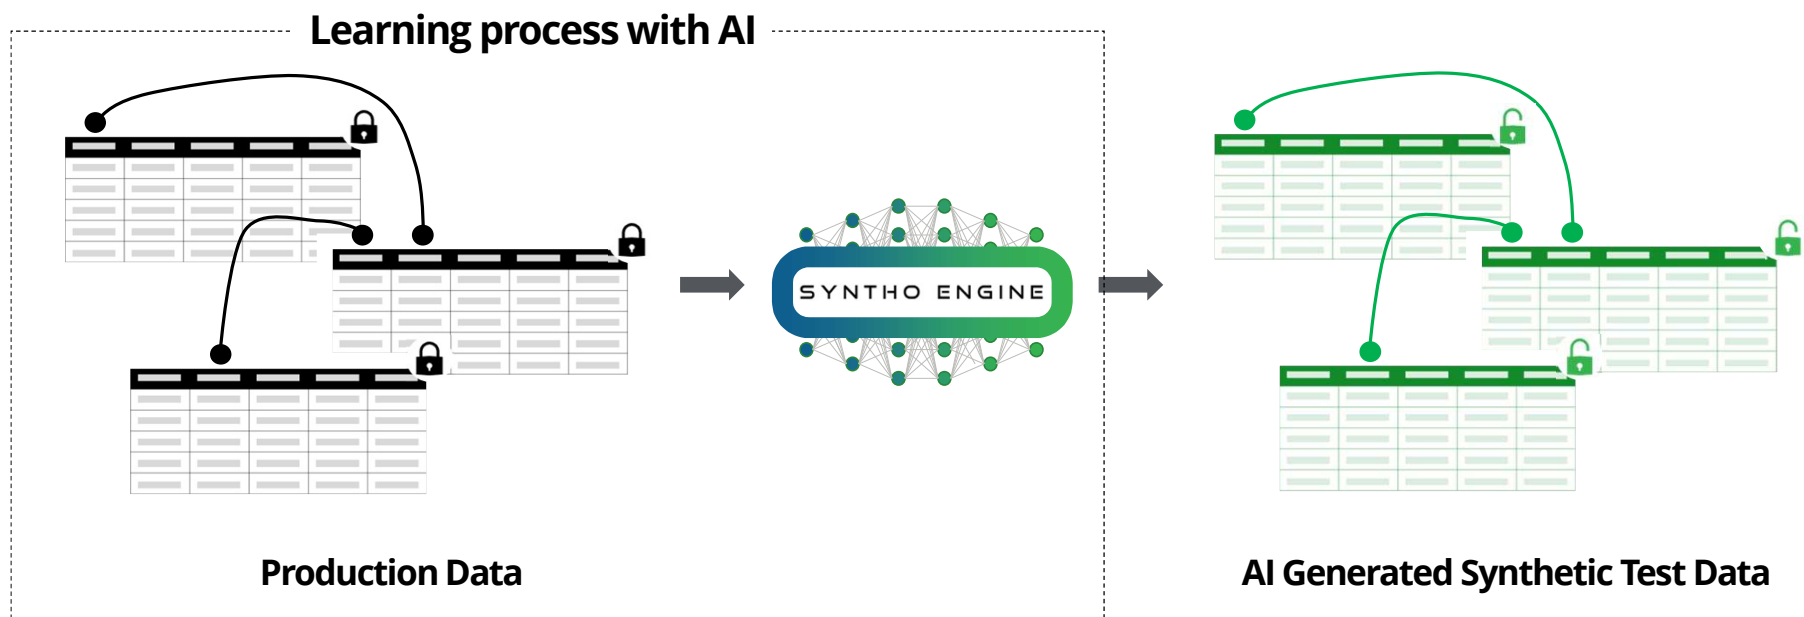 Learning process with AI
SYNTHO ENGINE
Production Data
AI Generated Synthetic Test Data